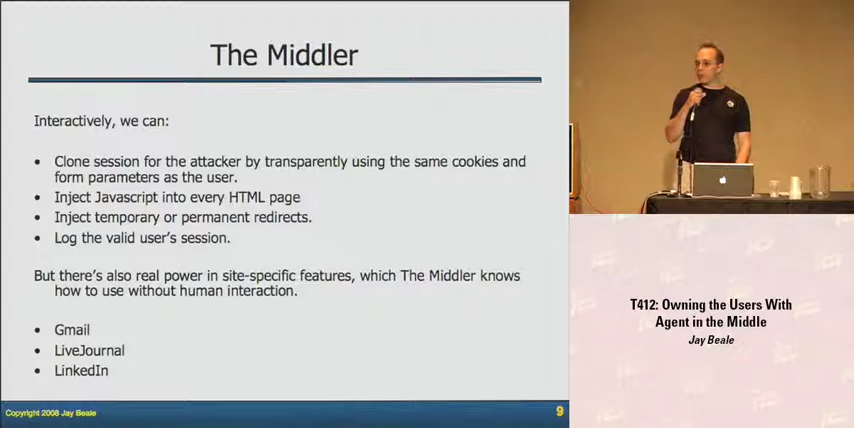 The Middler
Interactively, we can:
• Clone session for the attacker by transparently using the same cookies and
form parameters as the user.
• Inject Javascript into every HTML page
• Inject temporary or permanent redirects.
• Log the valid user's session.
But there's also real power in site-specific features, which The Middler knows
how to use without human interaction.
• Gmail
• LiveJournal
• LinkedIn
Copyright 2008 Jay Beale
9
T412: Owning the Users With
Agent in the Middle
Jay Beale